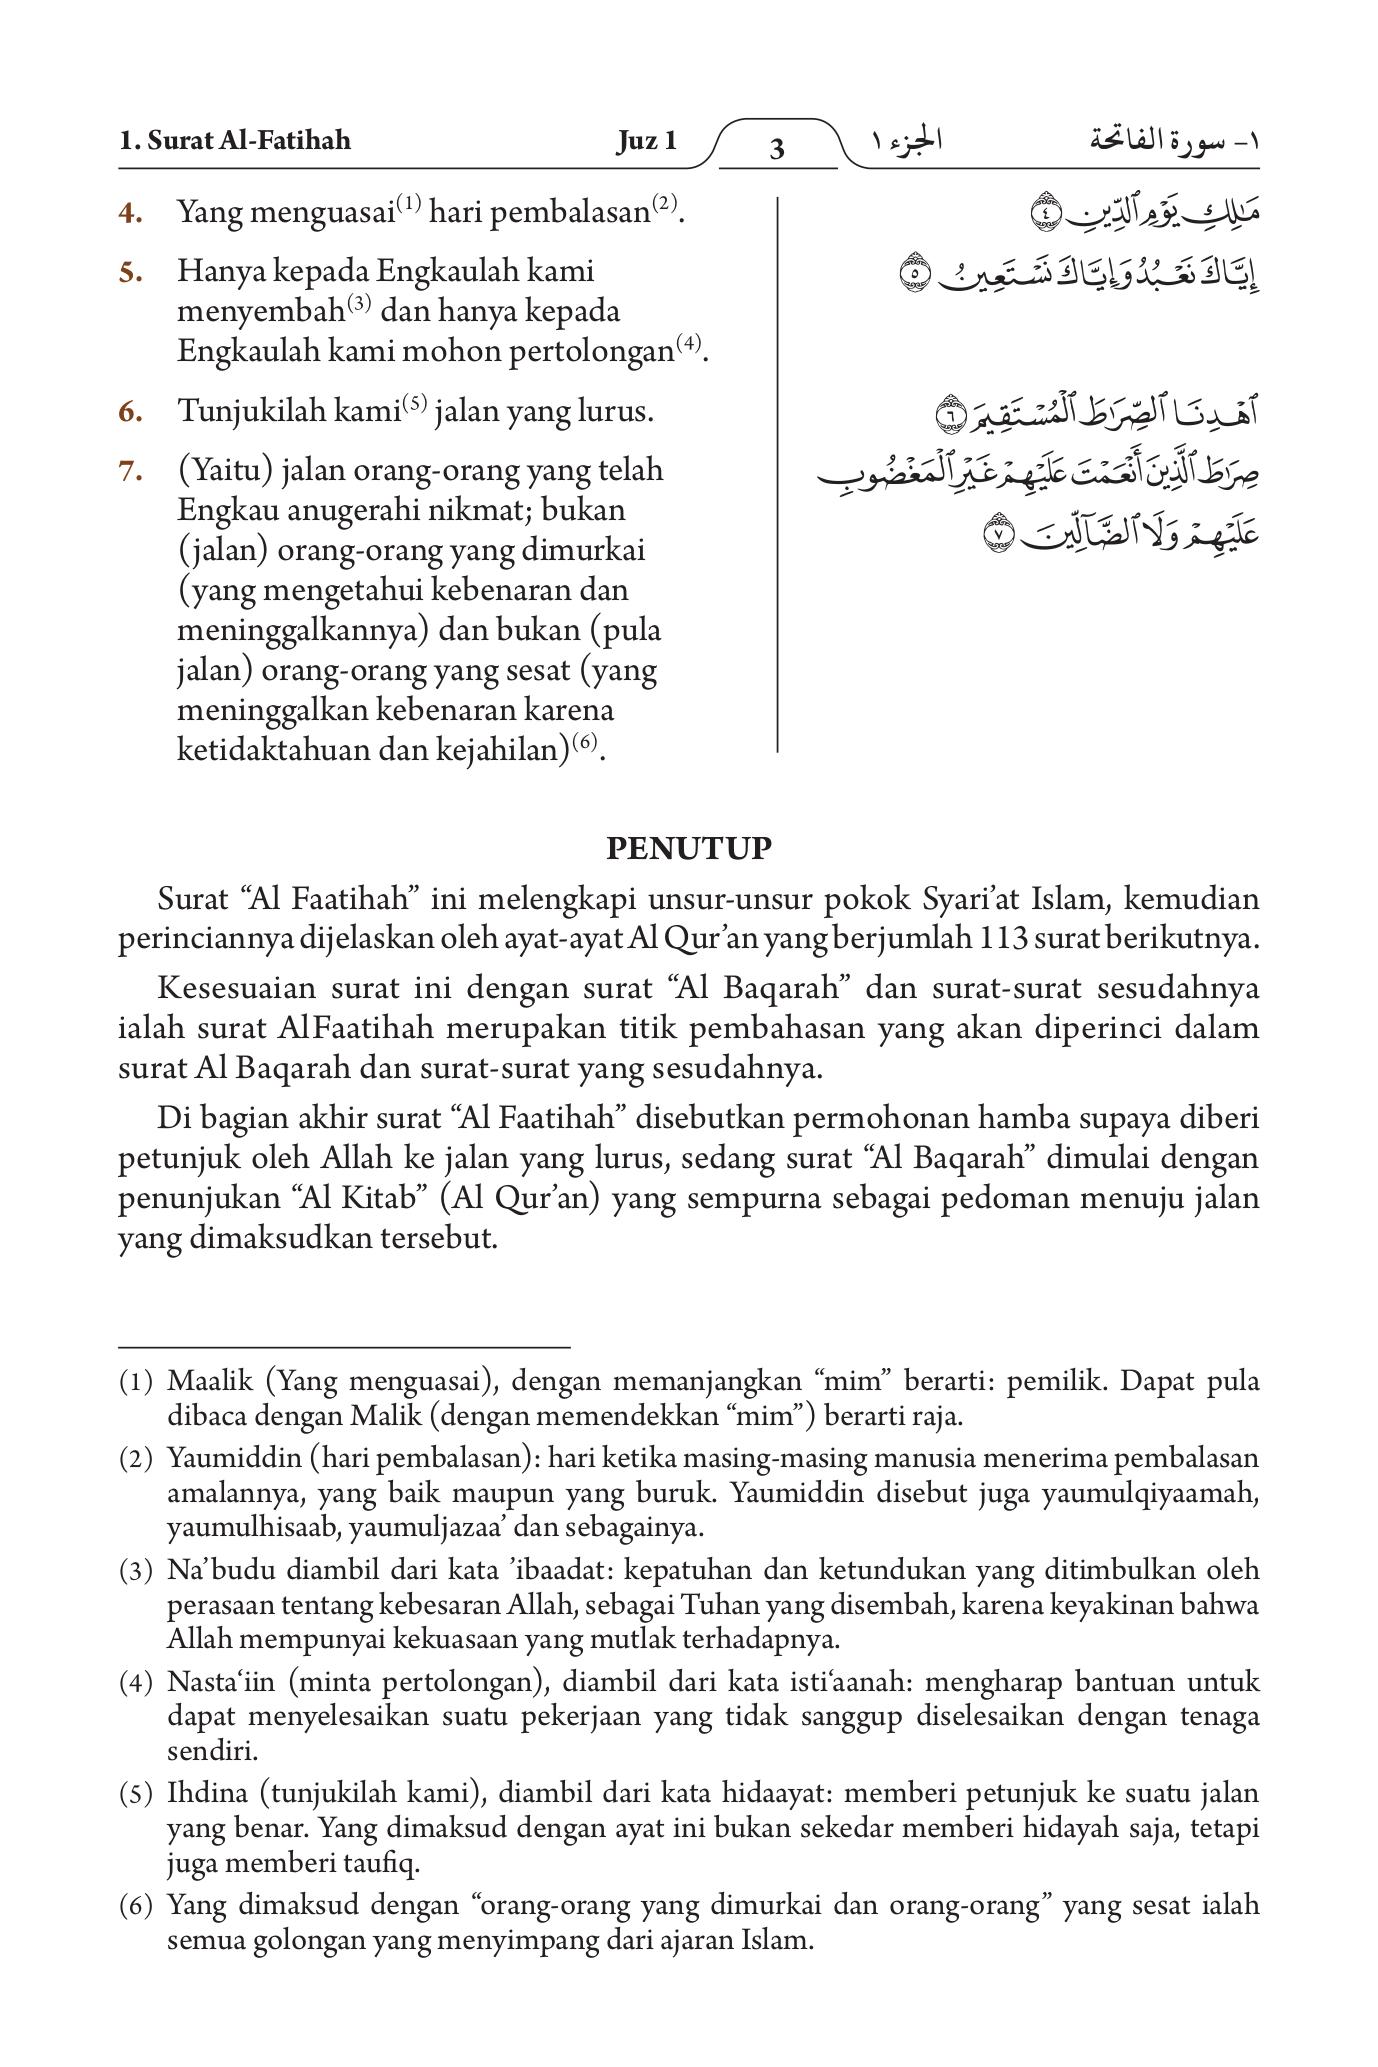 1. Surat Al-Fatihah Juz 1 3 الجزء ١ ١- سورة الفاتحة
4. Yang menguasai(1) hari pembalasan(2).
5. Hanya kepada Engkaulah kami
menyembah(3) dan hanya kepada
Engkaulah kami mohon pertolongan(4).
6. Tunjukilah kami(5) jalan yang lurus.
7. (Yaitu) jalan orang-orang yang telah
Engkau anugerahi nikmat; bukan
(jalan) orang-orang yang dimurkai
(yang mengetahui kebenaran dan
meninggalkannya) dan bukan (pula
jalan) orang-orang yang sesat (yang
meninggalkan kebenaran karena
ketidaktahuan dan kejahilan)(6).
مَٰلِكِ يَوْمِ ٱلدِّينِ ٤
إِيَّاكَ نَعْبُدُ وَإِيَّاكَ نَسْتَعِينُ ٥
ٱهْدِنَا ٱلصِّرَٰطَ ٱلْمُسْتَقِيمَ ٦
صِرَٰطَ ٱلَّذِينَ أَنْعَمْتَ عَلَيْهِمْ غَيْرِ ٱلْمَغْضُوبِ
عَلَيْهِمْ وَلَا ٱلضَّآلِّينَ ٧
PENUTUP
Surat “Al Faatihah” ini melengkapi unsur-unsur pokok Syari’at Islam, kemudian
perinciannya dijelaskan oleh ayat-ayat Al Qur’an yang berjumlah 113 surat berikutnya.
Kesesuaian surat ini dengan surat “Al Baqarah” dan surat-surat sesudahnya
ialah surat AlFaatihah merupakan titik pembahasan yang akan diperinci dalam
surat Al Baqarah dan surat-surat yang sesudahnya.
Di bagian akhir surat “Al Faatihah” disebutkan permohonan hamba supaya diberi
petunjuk oleh Allah ke jalan yang lurus, sedang surat “Al Baqarah” dimulai dengan
penunjukan “Al Kitab” (Al Qur’an) yang sempurna sebagai pedoman menuju jalan
yang dimaksudkan tersebut.
(1) Maalik (Yang menguasai), dengan memanjangkan “mim” berarti: pemilik. Dapat pula
dibaca dengan Malik (dengan memendekkan “mim”) berarti raja.
(2) Yaumiddin (hari pembalasan): hari ketika masing-masing manusia menerima pembalasan
amalannya, yang baik maupun yang buruk. Yaumiddin disebut juga yaumulqiyaamah,
yaumulhisaab, yaumuljazaa’ dan sebagainya.
(3) Na’budu diambil dari kata ’ibaadat: kepatuhan dan ketundukan yang ditimbulkan oleh
perasaan tentang kebesaran Allah, sebagai Tuhan yang disembah, karena keyakinan bahwa
Allah mempunyai kekuasaan yang mutlak terhadapnya.
(4) Nasta‘iin (minta pertolongan), diambil dari kata isti‘aanah: mengharap bantuan untuk
dapat menyelesaikan suatu pekerjaan yang tidak sanggup diselesaikan dengan tenaga
sendiri.
(5) Ihdina (tunjukilah kami), diambil dari kata hidaayat: memberi petunjuk ke suatu jalan
yang benar. Yang dimaksud dengan ayat ini bukan sekedar memberi hidayah saja, tetapi
juga memberi taufiq.
(6) Yang dimaksud dengan “orang-orang yang dimurkai dan orang-orang” yang sesat ialah
semua golongan yang menyimpang dari ajaran Islam.